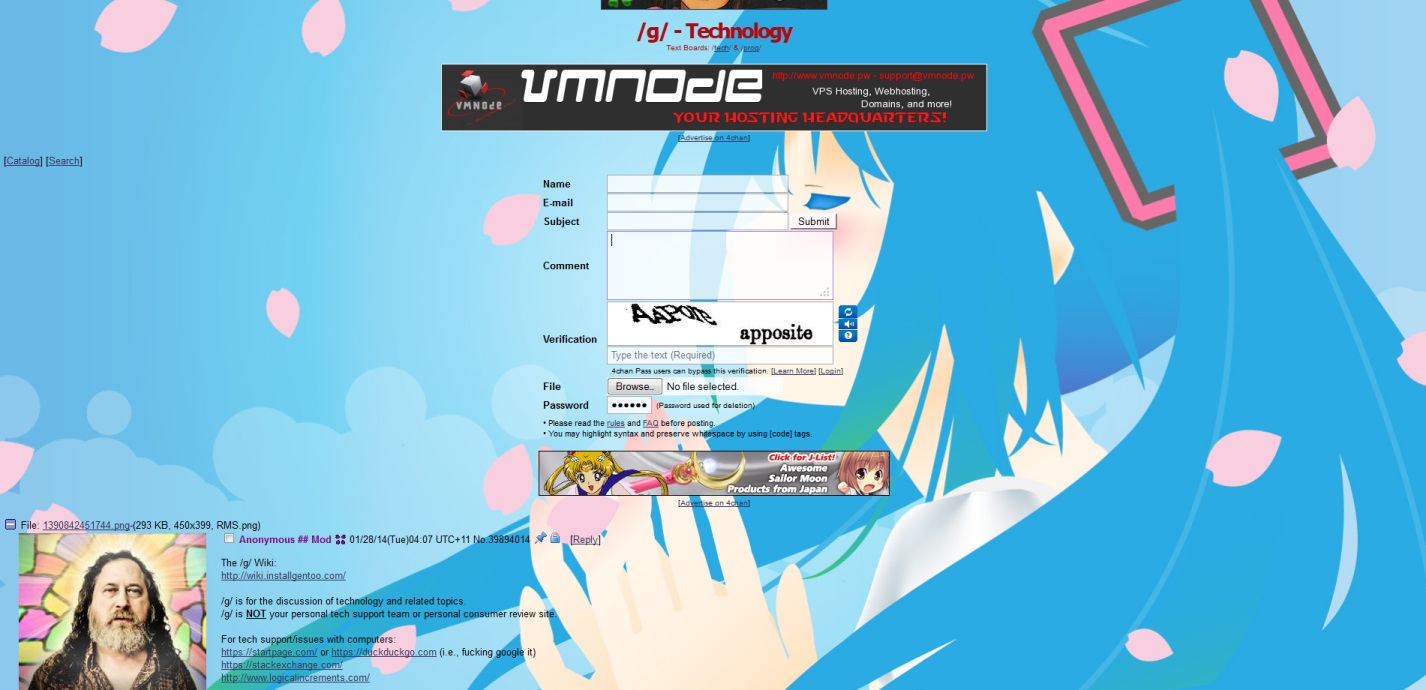 /g/ - Technology
Text Boards: /tech/ & /prog/
VMNODE
vmnode
http://www.vmnode.pw - support@vmnode.pw
VPS Hosting, Webhosting,
Domains, and more!
YOUR HOSTING HEADQUARTERS!
[Advertise on 4chan]
[Catalog] [Search]
Name
E-mail
Subject
Submit
Comment
apposite
Verification
Type the text (Required)
4chan Pass users can bypass this verification. [Learn More] [Login]
File
Browse..
No file selected.
Password
(Password used for deletion)
• Please read the rules and FAQ before posting.
• You may highlight syntax and preserve whitespace by using [code] tags.
Click for J-List!
Awesome
Sailor Moon
Products from Japan
[Advertise on 4chan]
File: 1390842451744.png-(293 KB, 450x399, RMS.png)
Anonymous ## Mod 01/28/14(Tue)04:07 UTC+11 No.39894014 [Reply]
The /g/ Wiki:
http://wiki.installgentoo.com/
/g/ is for the discussion of technology and related topics.
/g/ is NOT your personal tech support team or personal consumer review site.
For tech support/issues with computers:
https://startpage.com/ or https://duckduckgo.com (i.e., fucking google it)
https://stackexchange.com/
http://www.logicalincrements.com/